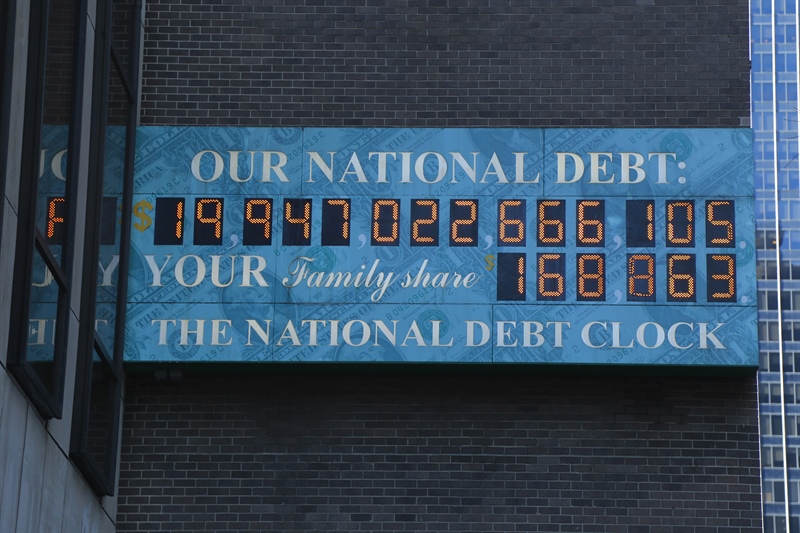 OUR NATIONAL DEBT:
$19,947,022,666,105
YOUR Family share $168,863
THE NATIONAL DEBT CLOCK